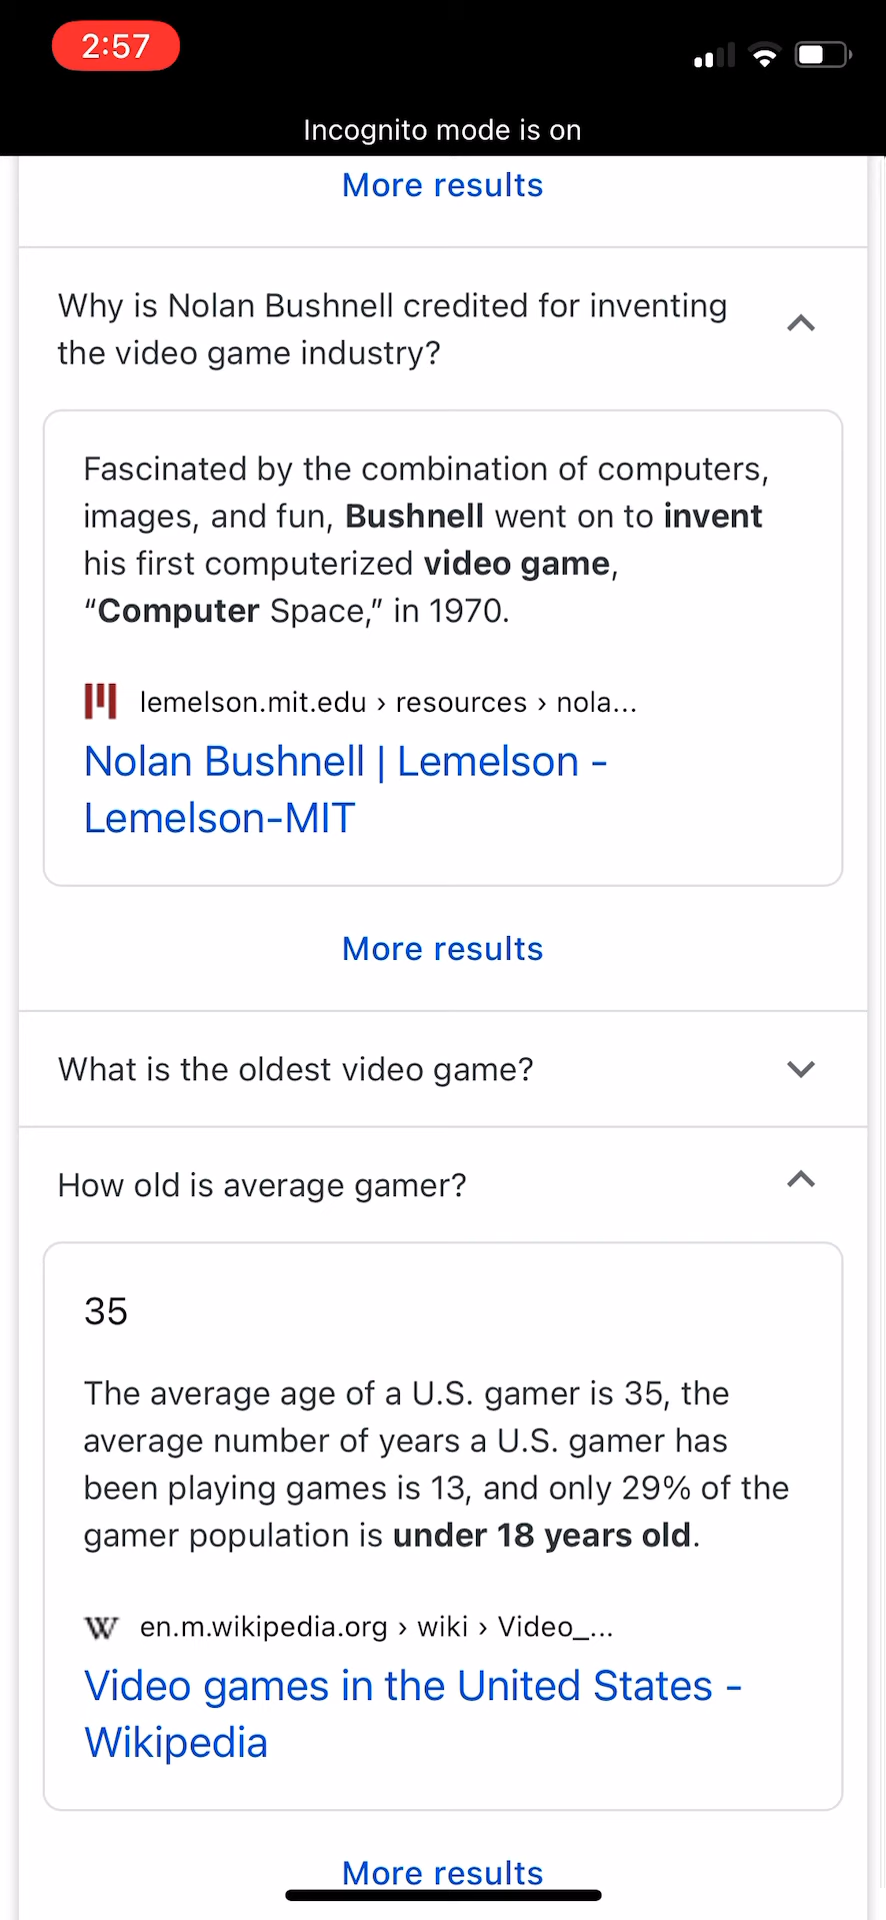 2:57
Incognito mode is on
More results
Why is Nolan Bushnell credited for inventing
the video game industry?
Fascinated by the combination of computers,
images, and fun, Bushnell went on to invent
his first computerized video game,
“Computer Space,” in 1970.
lemelson.mit.edu › resources › nola...
Nolan Bushnell | Lemelson -
Lemelson-MIT
More results
What is the oldest video game?
How old is average gamer?
35
The average age of a U.S. gamer is 35, the
average number of years a U.S. gamer has
been playing games is 13, and only 29% of the
gamer population is under 18 years old.
W en.m.wikipedia.org › wiki › Video_...
Video games in the United States -
Wikipedia
More results